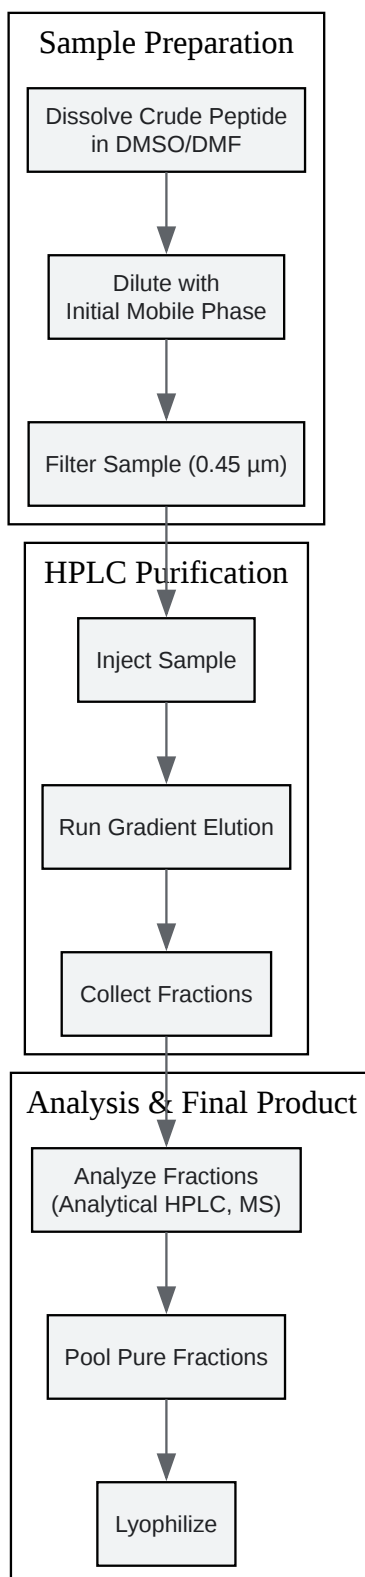 Sample Preparation
Dissolve Crude Peptide
in DMSO/DMF
Dilute with
Initial Mobile Phase
Filter Sample (0.45 µm)
HPLC Purification
Inject Sample
Run Gradient Elution
Collect Fractions
Analysis & Final Product
Analyze Fractions
(Analytical HPLC, MS)
Pool Pure Fractions
Lyophilize